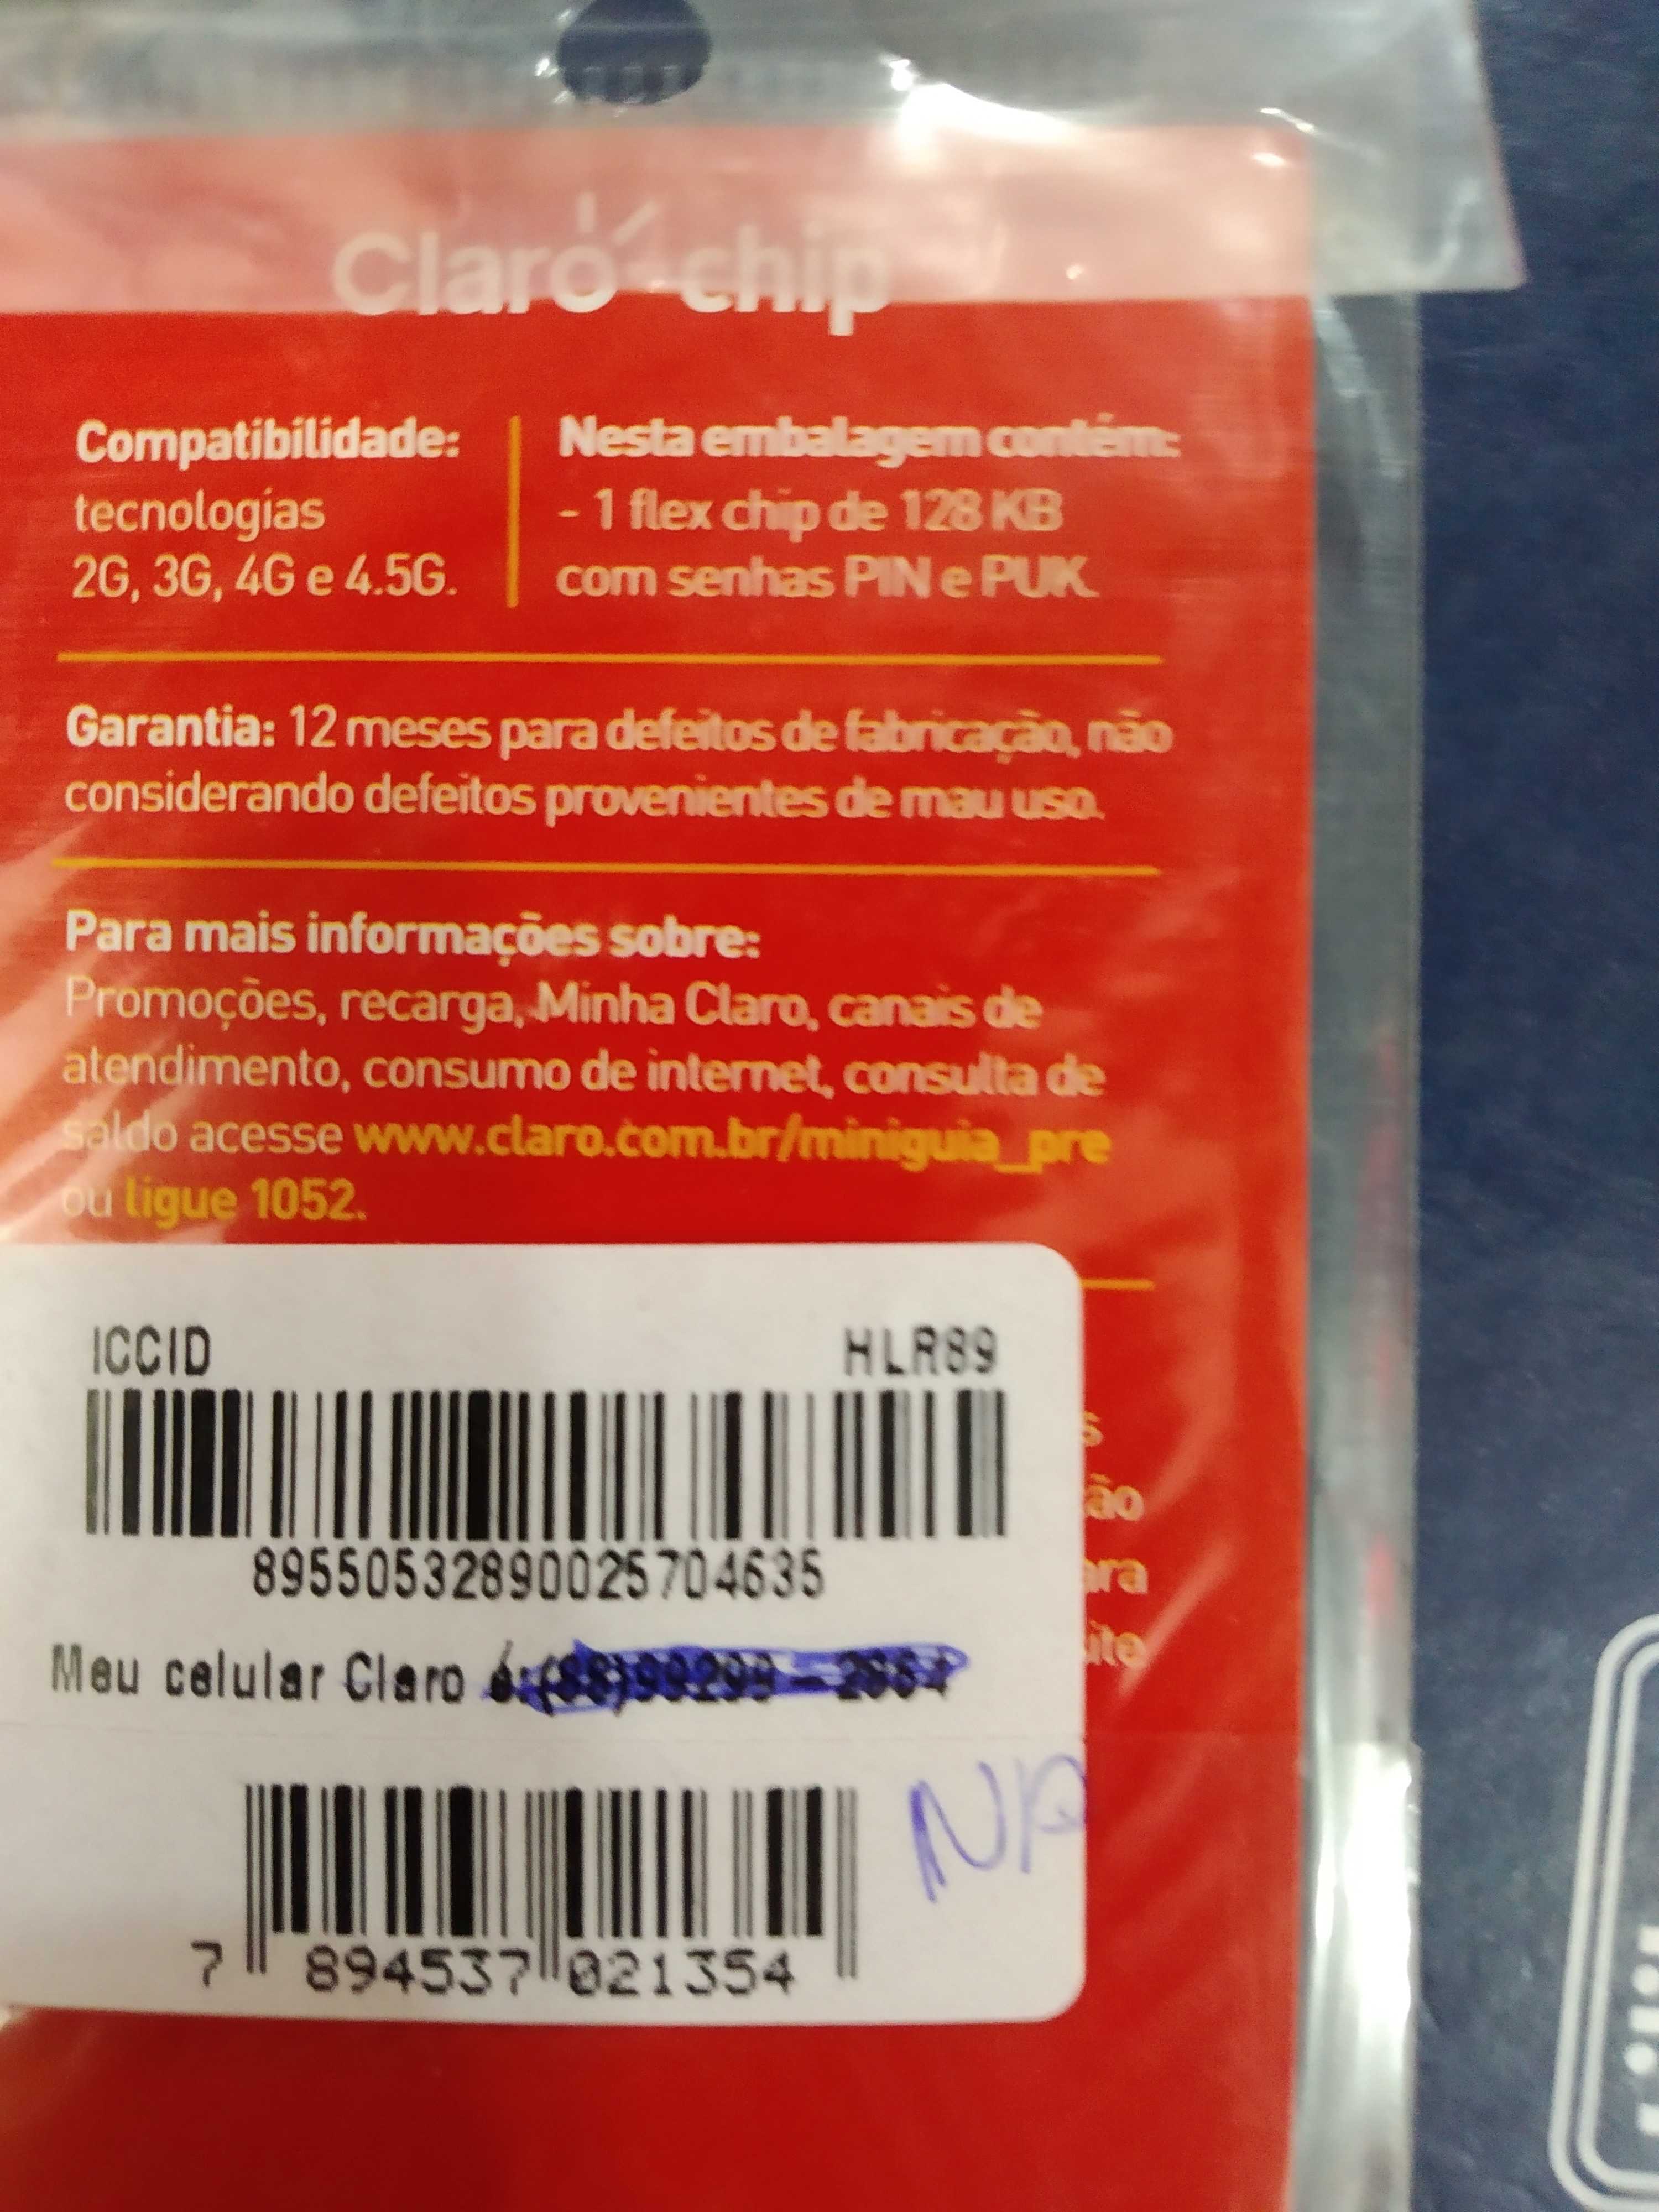 Claro chip
Compatibilidade:
tecnologias
2G, 3G, 4G e 4.5G.
Nesta embalagem contém:
- 1 flex chip de 128 KB
com senhas PIN e PUK.
Garantia: 12 meses para defeitos de fabricação, não
considerando defeitos provenientes de mau uso.
Para mais informações sobre:
Promoções, recarga, Minha Claro, canais de
atendimento, consumo de internet, consulta de
saldo acesse www.claro.com.br/miniguia_pre
ou ligue 1052.
ICCID HLR89
89550532890025704635
Meu celular Claro é:
7 894537 021354